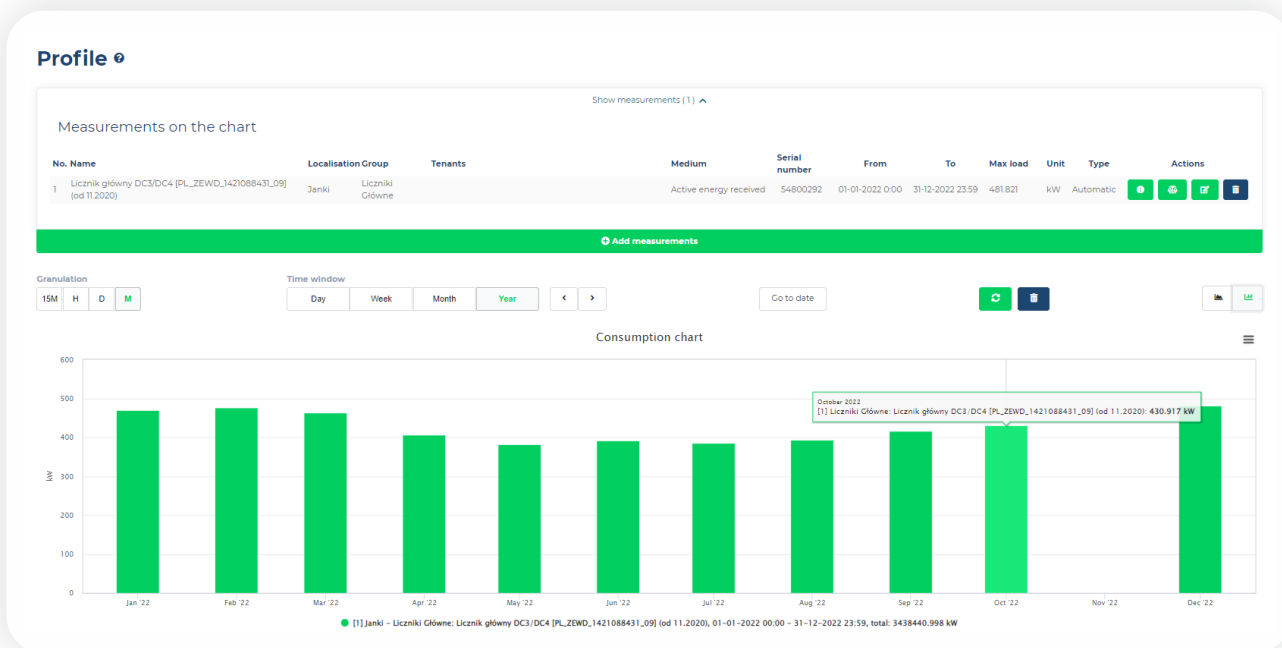 Profile
Show measurements ( 1 )
Measurements on the chart
No. Name Localisation Group Tenants Medium Serial number From To Max load Unit Type Actions
1 Licznik główny DC3/DC4 [PL_ZEWD_1421088431_09] (od 11.2020) Janki Liczniki Główne Active energy received 54800292 01-01-2022 0:00 31-12-2022 23:59 481.821 kW Automatic
Add measurements
Granulation Time window
15M H D M Day Week Month Year Go to date
Consumption chart
600
500
400
300
200
100
0
kW
October 2022
[1] Liczniki Główne: Licznik główny DC3/DC4 [PL_ZEWD_1421088431_09] (od 11.2020): 430.917 kW
Jan '22 Feb '22 Mar '22 Apr '22 May '22 Jun '22 Jul '22 Aug '22 Sep '22 Oct '22 Nov '22 Dec '22
[1] Janki – Liczniki Główne: Licznik główny DC3/DC4 [PL_ZEWD_1421088431_09] (od 11.2020), 01-01-2022 00:00 – 31-12-2022 23:59, total: 3438440.998 kW